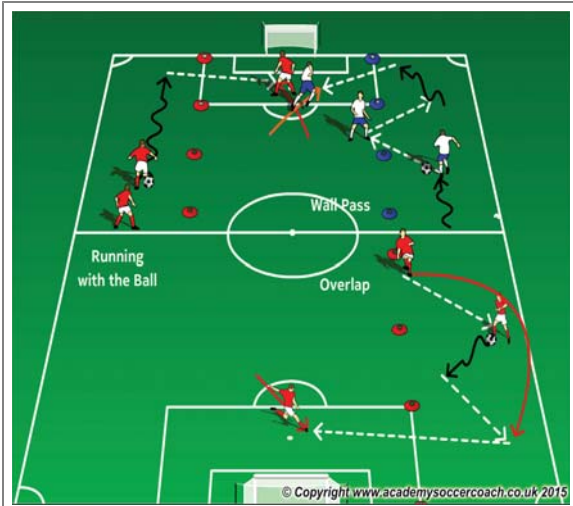 Wall Pass
Running
with the Ball
Overlap
© Copyright www.academysoccercoach.co.uk 2015